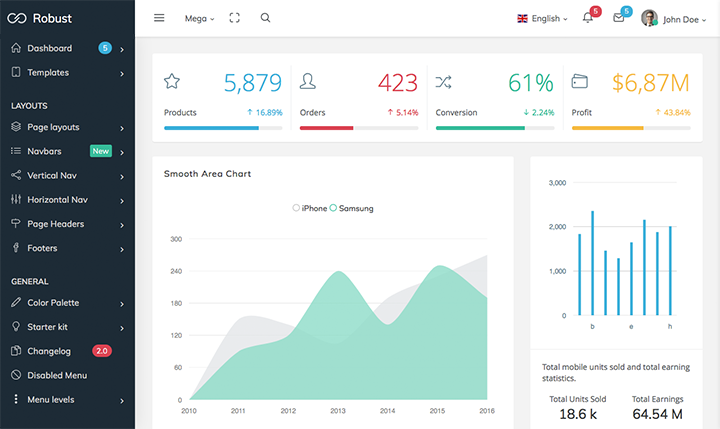 Robust
Mega
English
5
5
John Doe
Dashboard 5
Templates
LAYOUTS
Page layouts
Navbars New
Vertical Nav
Horizontal Nav
Page Headers
Footers
GENERAL
Color Palette
Starter kit
Changelog 2.0
Disabled Menu
Menu levels
5,879
Products ↑ 16.89%
423
Orders ↑ 5.14%
61%
Conversion ↓ 2.24%
$6,87M
Profit ↑ 43.84%
Smooth Area Chart
iPhone Samsung
300
240
180
120
60
0
2010 2011 2012 2013 2014 2015 2016
3,000
2,000
1,000
0
b e h
Total mobile units sold and total earning
statistics.
Total Units Sold Total Earnings
18.6 k 64.54 M